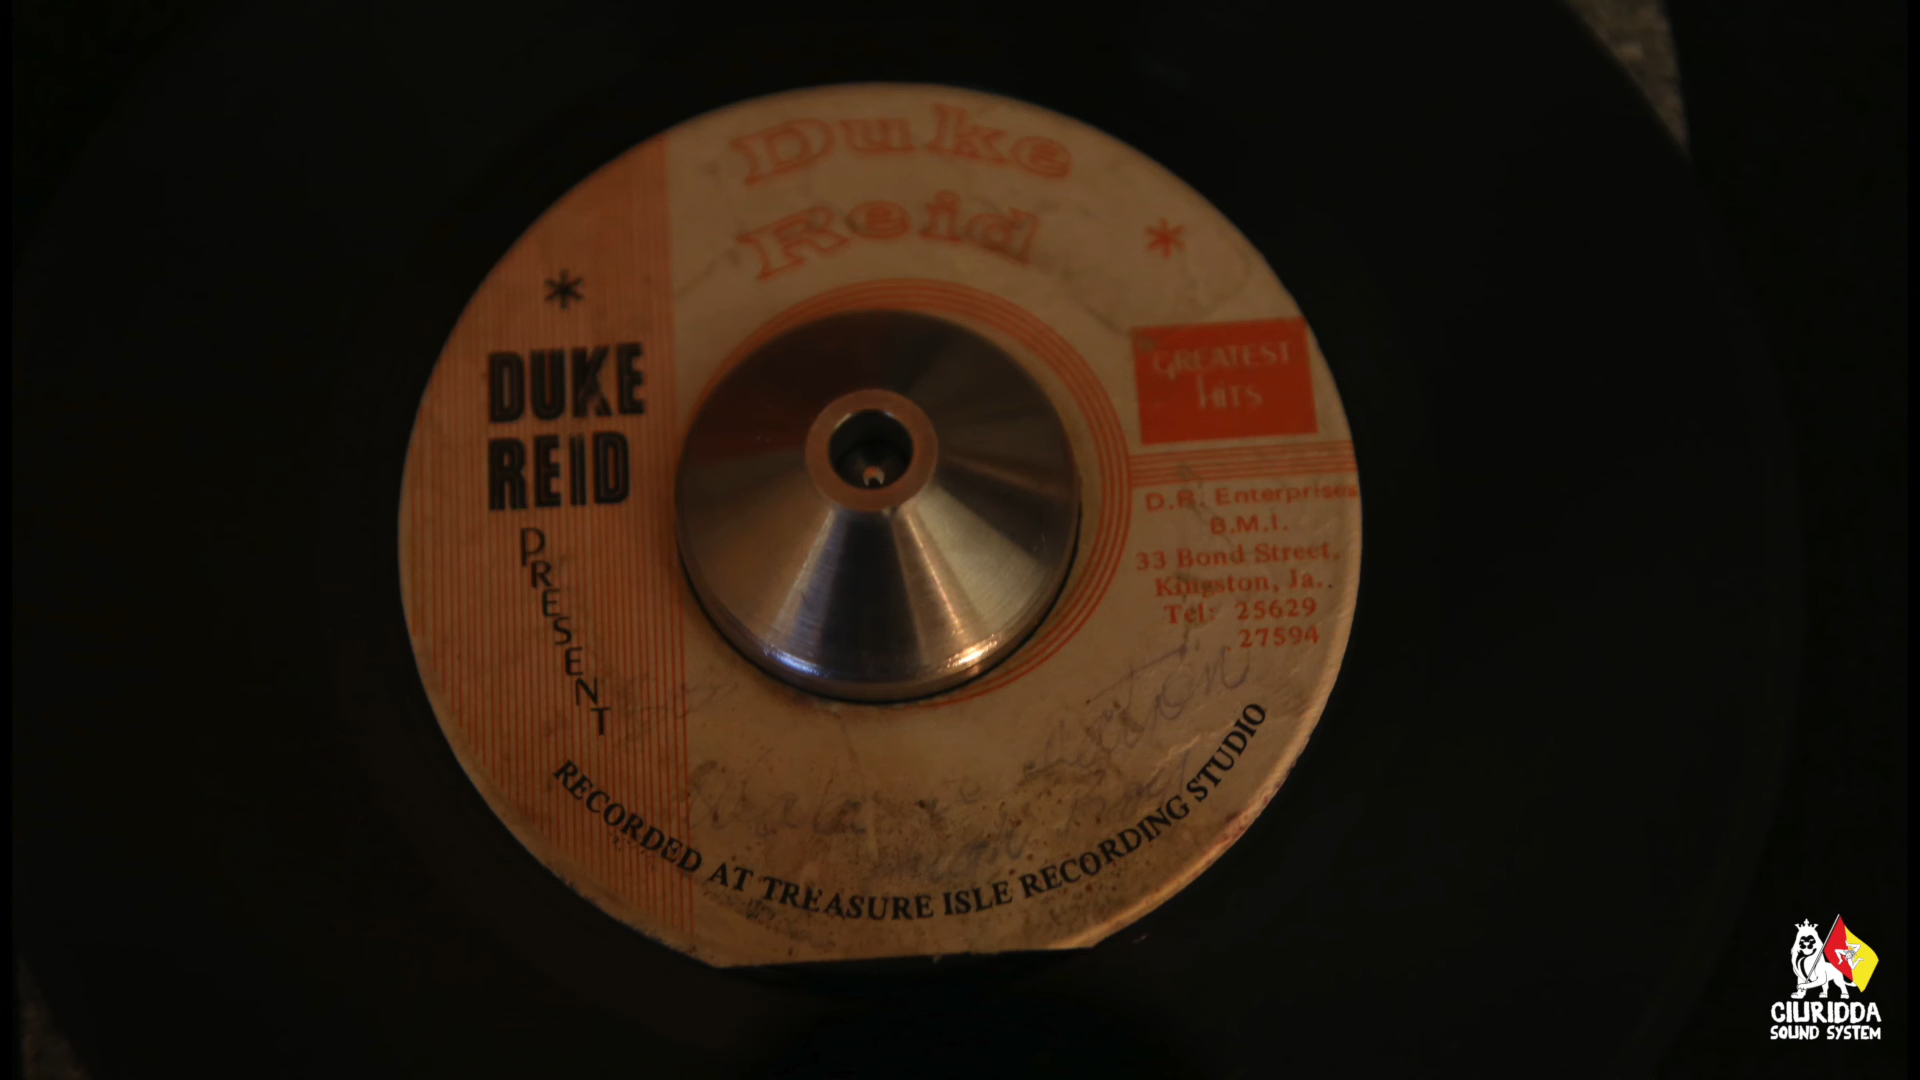 Duke
Reid
*
*
DUKE
REID
PRESENT
GREATEST
HITS
D.R. Enterprises
B.M.I.
33 Bond Street,
Kingston, Ja..
Tel: 25629
27594
RECORDED AT TREASURE ISLE RECORDING STUDIO
CIURIDDA
SOUND SYSTEM